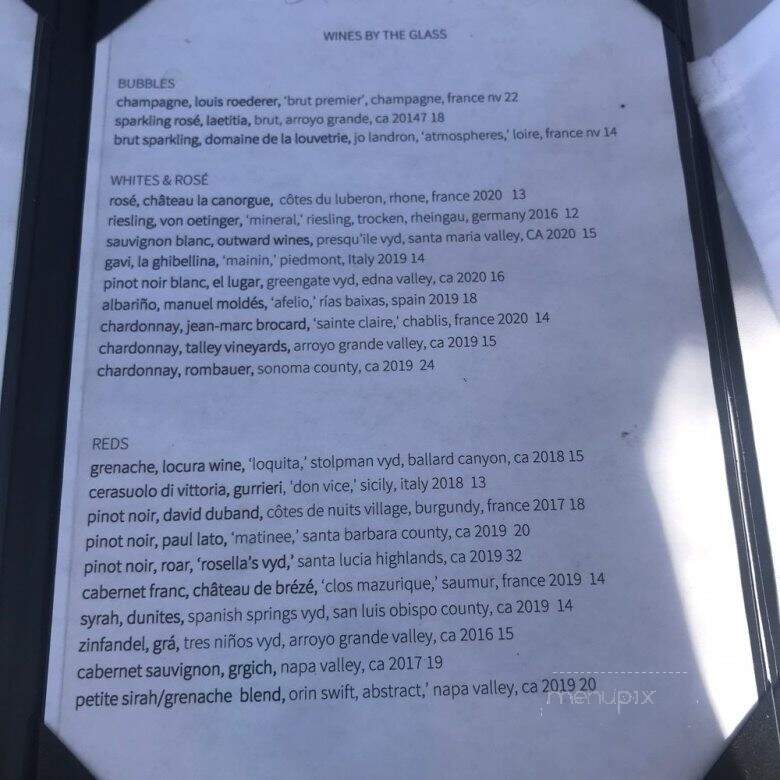 WINES BY THE GLASS
BUBBLES
champagne, louis roederer, 'brut premier', champagne, france nv 22
sparkling rosé, laetitia, brut, arroyo grande, ca 20147 18
brut sparkling, domaine de la louvetrie, jo landron, 'atmospheres,' loire, france nv 14
WHITES & ROSÉ
rosé, château la canorgue, côtes du luberon, rhone, france 2020 13
riesling, von oetinger, 'mineral,' riesling, trocken, rheingau, germany 2016 12
sauvignon blanc, outward wines, presqu'ile vyd, santa maria valley, CA 2020 15
gavi, la ghibellina, 'mainin,' piedmont, Italy 2019 14
pinot noir blanc, el lugar, greengate vyd, edna valley, ca 2020 16
albariño, manuel moldés, 'afelio,' rías baixas, spain 2019 18
chardonnay, jean-marc brocard, 'sainte claire,' chablis, france 2020 14
chardonnay, talley vineyards, arroyo grande valley, ca 2019 15
chardonnay, rombauer, sonoma county, ca 2019 24
REDS
grenache, locura wine, 'loquita,' stolpman vyd, ballard canyon, ca 2018 15
cerasuolo di vittoria, gurrieri, 'don vice,' sicily, italy 2018 13
pinot noir, david duband, côtes de nuits village, burgundy, france 2017 18
pinot noir, paul lato, 'matinee,' santa barbara county, ca 2019 20
pinot noir, roar, 'rosella's vyd,' santa lucia highlands, ca 2019 32
cabernet franc, château de brézé, 'clos mazurique,' saumur, france 2019 14
syrah, dunites, spanish springs vyd, san luis obispo county, ca 2019 14
zinfandel, grá, tres niños vyd, arroyo grande valley, ca 2016 15
cabernet sauvignon, grgich, napa valley, ca 2017 19
petite sirah/grenache blend, orin swift, abstract,' napa valley, ca 2019 20
menupix